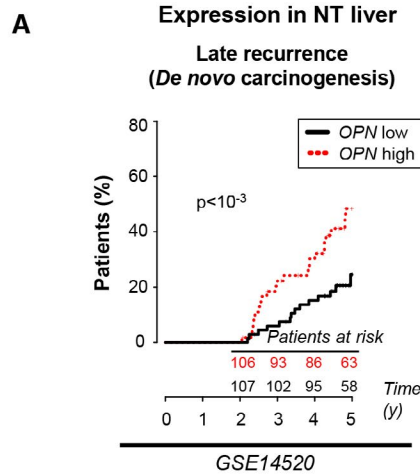 A
Expression in NT liver
Late recurrence
(De novo carcinogenesis)
Patients (%)
80
60
40
20
0
OPN low
OPN high
p<10-3
Patients at risk
106 93 86 63
107 102 95 58
Time
(y)
0 1 2 3 4 5
GSE14520